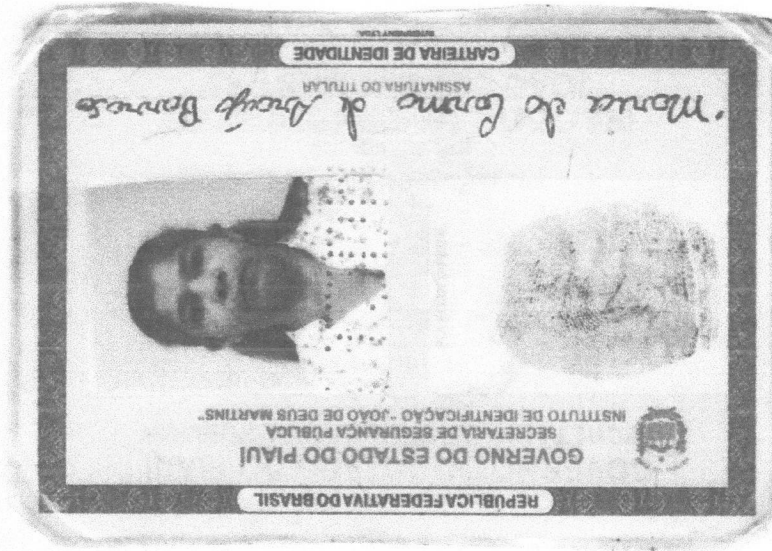 REPÚBLICA FEDERATIVA DO BRASIL
GOVERNO DO ESTADO DO PIAUÍ
SECRETARIA DE SEGURANÇA PÚBLICA
INSTITUTO DE IDENTIFICAÇÃO "JOÃO DE DEUS MARTINS"
Maria do Carmo de Araújo Barroso
ASSINATURA DO TITULAR
CARTEIRA DE IDENTIDADE